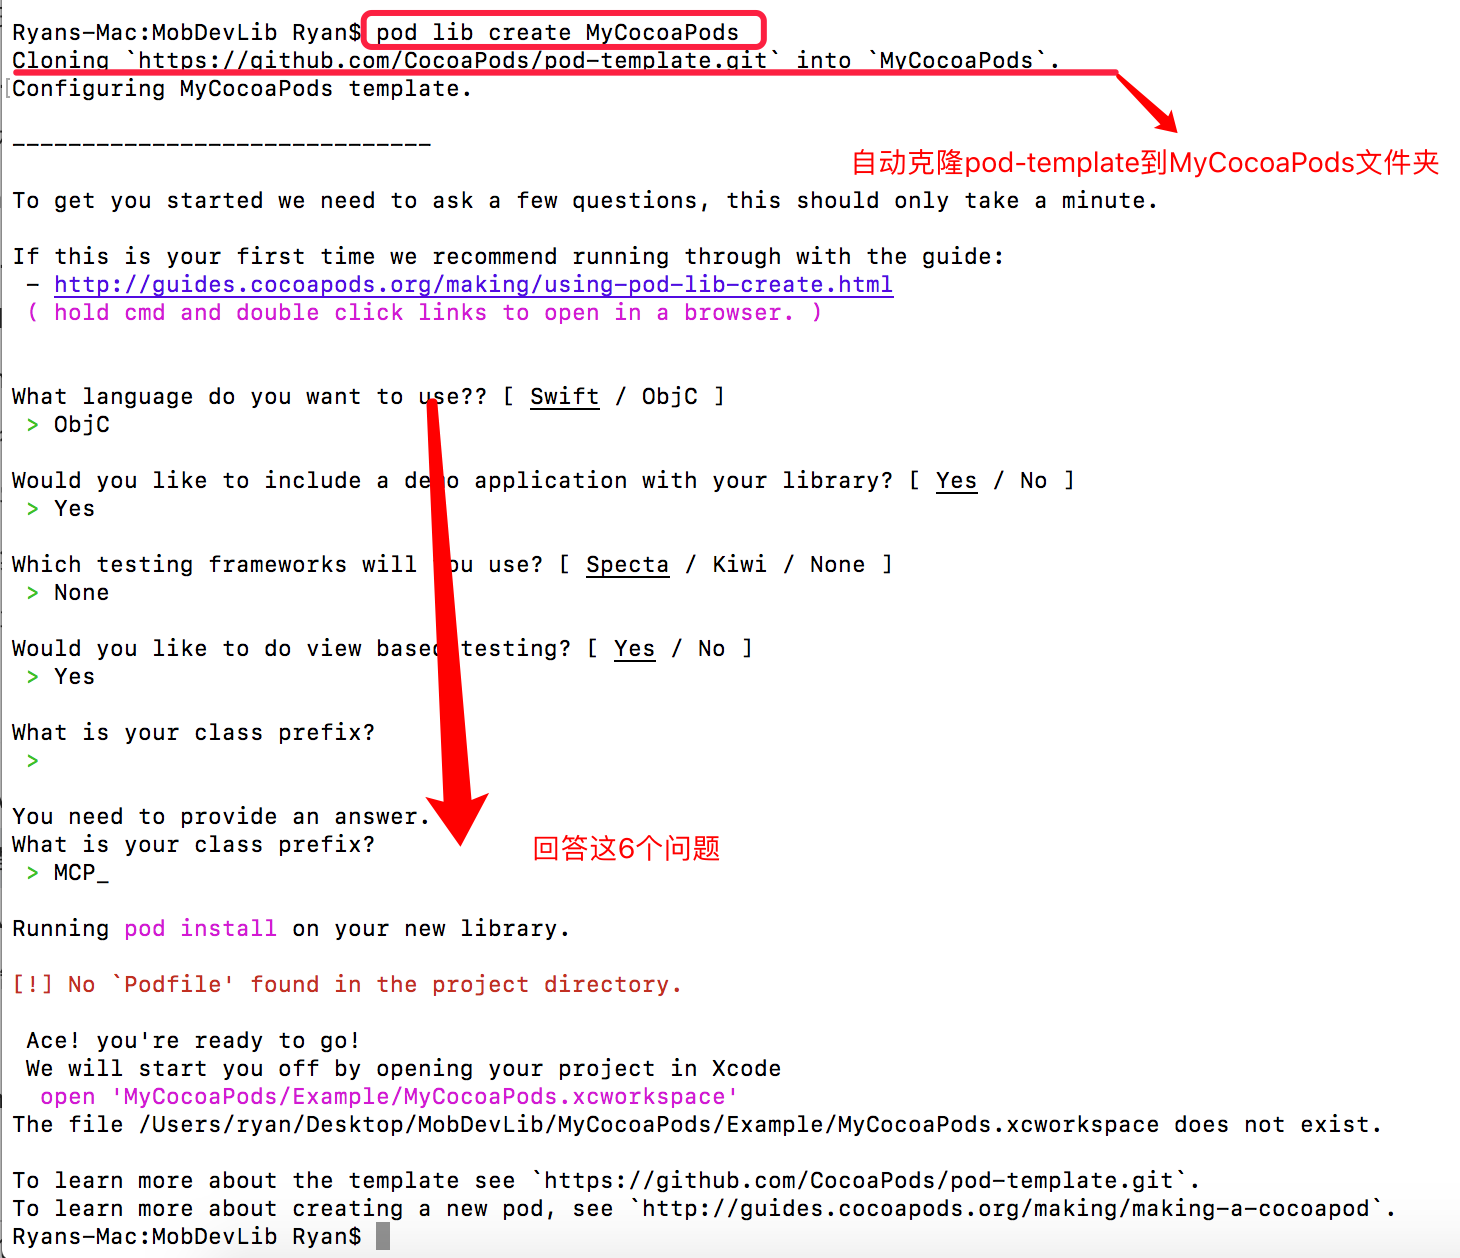 Ryans-Mac:MobDevLib Ryan$ pod lib create MyCocoaPods
Cloning `https://github.com/CocoaPods/pod-template.git` into `MyCocoaPods`.
Configuring MyCocoaPods template.
------------------------------
自动克隆pod-template到MyCocoaPods文件夹
To get you started we need to ask a few questions, this should only take a minute.
If this is your first time we recommend running through with the guide:
- http://guides.cocoapods.org/making/using-pod-lib-create.html
( hold cmd and double click links to open in a browser. )
What language do you want to use?? [ Swift / ObjC ]
> ObjC
Would you like to include a demo application with your library? [ Yes / No ]
> Yes
Which testing frameworks will you use? [ Specta / Kiwi / None ]
> None
Would you like to do view based testing? [ Yes / No ]
> Yes
What is your class prefix?
>
You need to provide an answer.
What is your class prefix?
回答这6个问题
> MCP_
Running pod install on your new library.
[!] No `Podfile' found in the project directory.
Ace! you're ready to go!
We will start you off by opening your project in Xcode
open 'MyCocoaPods/Example/MyCocoaPods.xcworkspace'
The file /Users/ryan/Desktop/MobDevLib/MyCocoaPods/Example/MyCocoaPods.xcworkspace does not exist.
To learn more about the template see `https://github.com/CocoaPods/pod-template.git`.
To learn more about creating a new pod, see `http://guides.cocoapods.org/making/making-a-cocoapod`.
Ryans-Mac:MobDevLib Ryan$